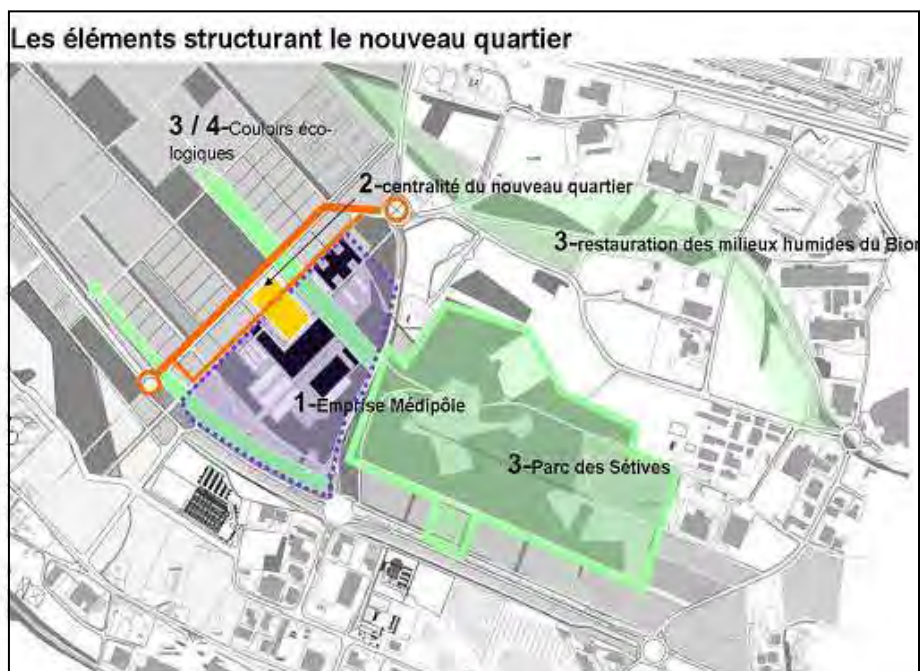 Les éléments structurant le nouveau quartier
3 / 4-Couloirs éco-
logiques
2-centralité du nouveau quartier
3-restauration des milieux humides du Bion
1-Emprise Médipôle
3-Parc des Sétives